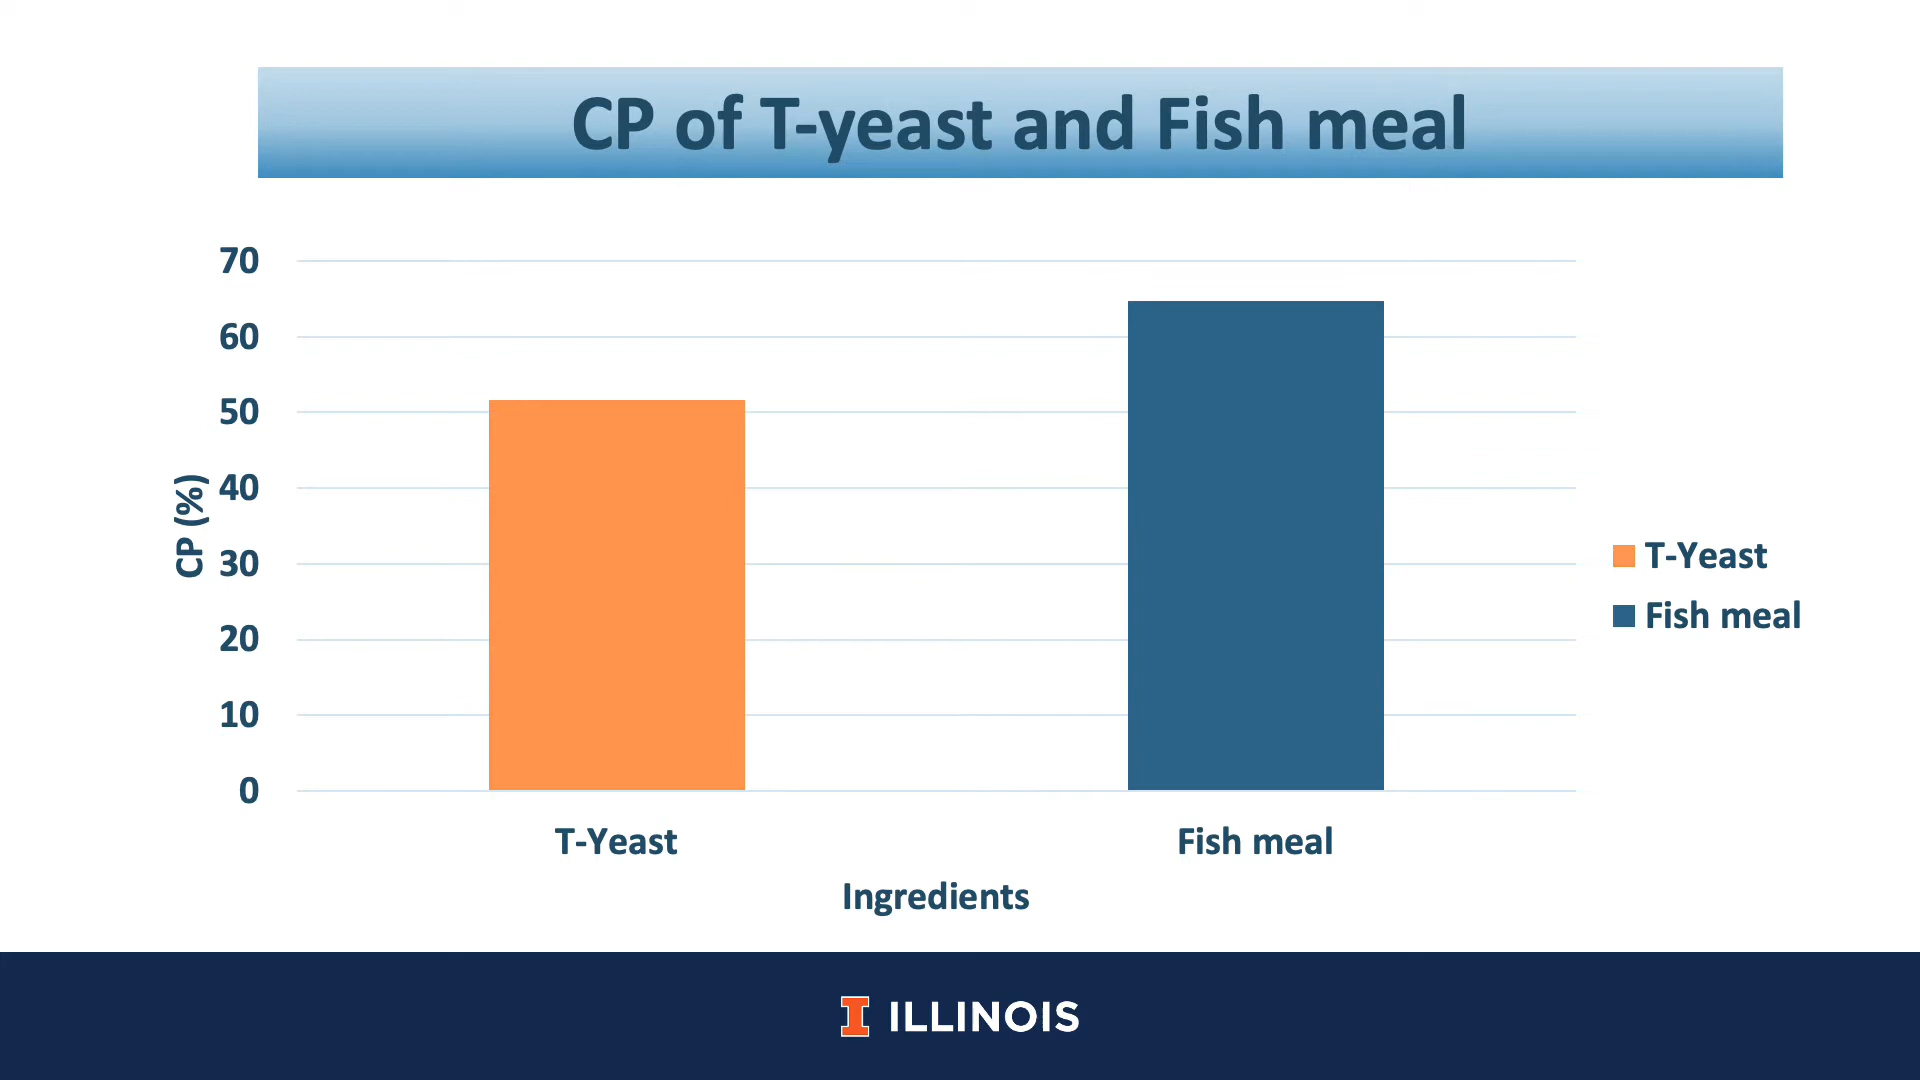 CP of T-yeast and Fish meal
70
60
50
40
30
20
10
0
CP (%)
T-Yeast
Fish meal
Ingredients
T-Yeast
Fish meal
I ILLINOIS